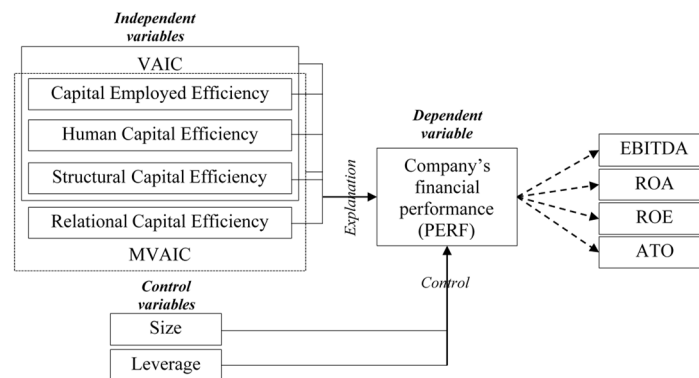 Independent
variables
VAIC
Capital Employed Efficiency
Human Capital Efficiency
Structural Capital Efficiency
Relational Capital Efficiency
MVAIC
Explanation
Dependent
variable
Company’s
financial
performance
(PERF)
EBITDA
ROA
ROE
ATO
Control
Control
variables
Size
Leverage